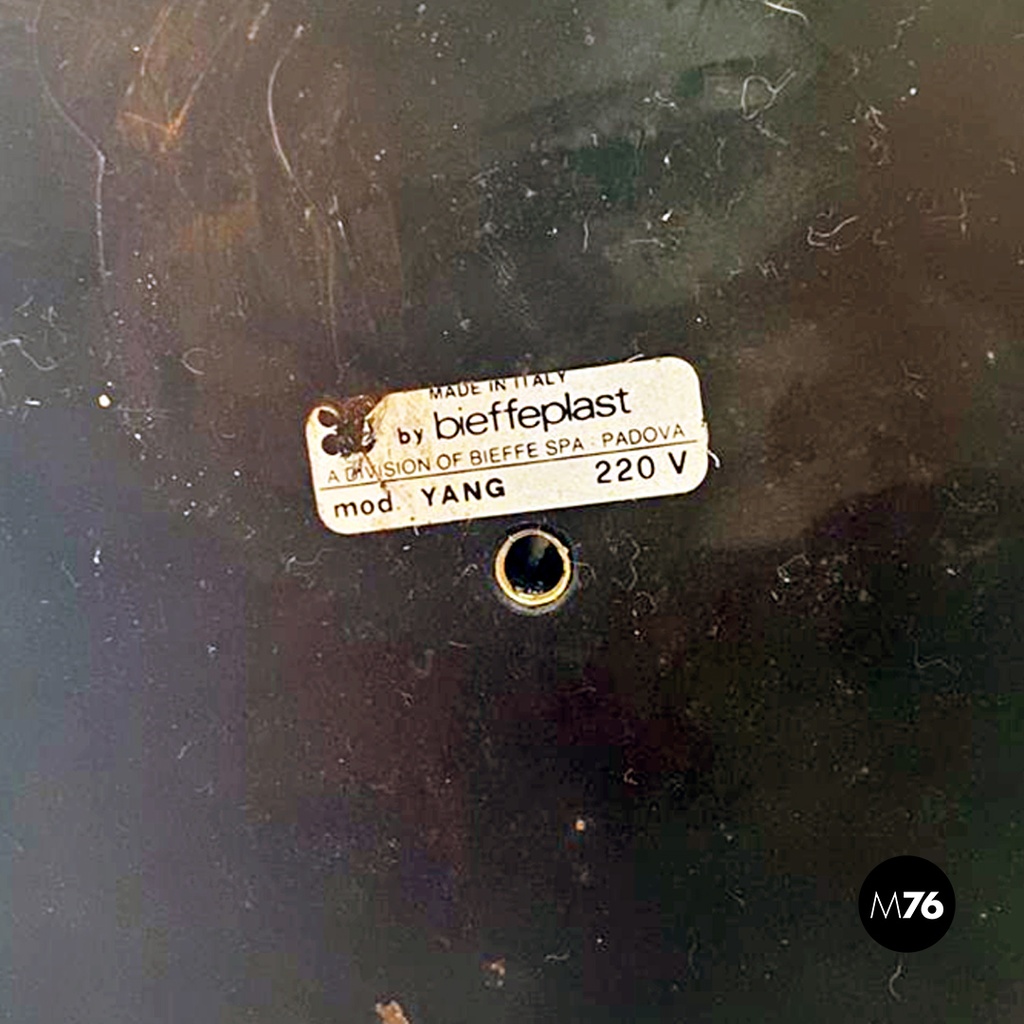 MADE IN ITALY
by bieffeplast
A DIVISION OF BIEFFE SPA : PADOVA
mod. YANG 220 V
M76